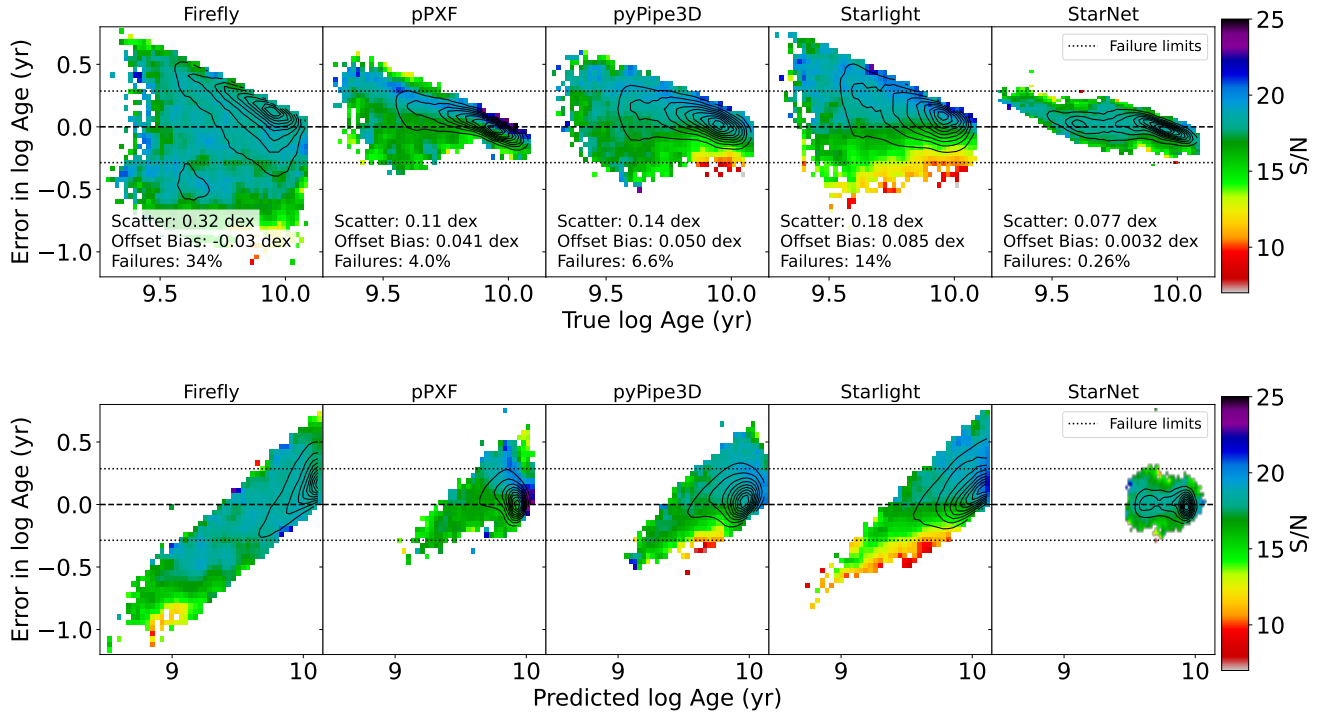 Firefly pPXF pyPipe3D Starlight StarNet
Error in log Age (yr)
0.5
0.0
−0.5
−1.0
Scatter: 0.32 dex
Offset Bias: -0.03 dex
Failures: 34%
Scatter: 0.11 dex
Offset Bias: 0.041 dex
Failures: 4.0%
Scatter: 0.14 dex
Offset Bias: 0.050 dex
Failures: 6.6%
Scatter: 0.18 dex
Offset Bias: 0.085 dex
Failures: 14%
Failure limits
Scatter: 0.077 dex
Offset Bias: 0.0032 dex
Failures: 0.26%
9.5 10.0 9.5 10.0 9.5 10.0 9.5 10.0 9.5 10.0
True log Age (yr)
25
20
15
10
S/N
Firefly pPXF pyPipe3D Starlight StarNet
Error in log Age (yr)
0.5
0.0
−0.5
−1.0
Failure limits
9 10 9 10 9 10 9 10 9 10
Predicted log Age (yr)
25
20
15
10
S/N